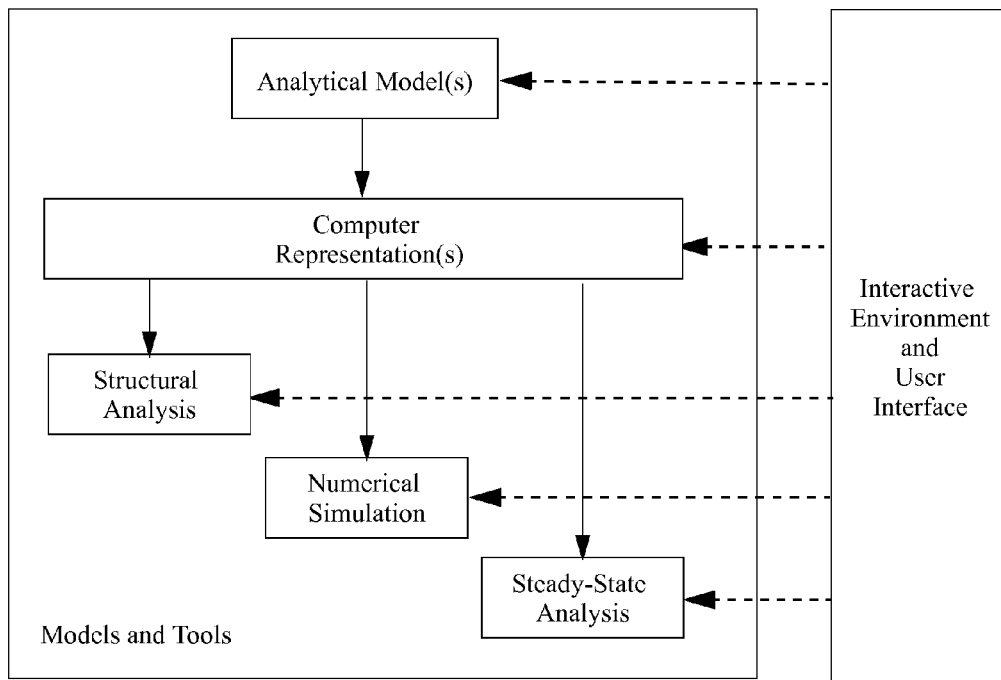 Analytical Model(s)
Computer
Representation(s)
Interactive
Environment
and
User
Interface
Structural
Analysis
Numerical
Simulation
Steady-State
Analysis
Models and Tools